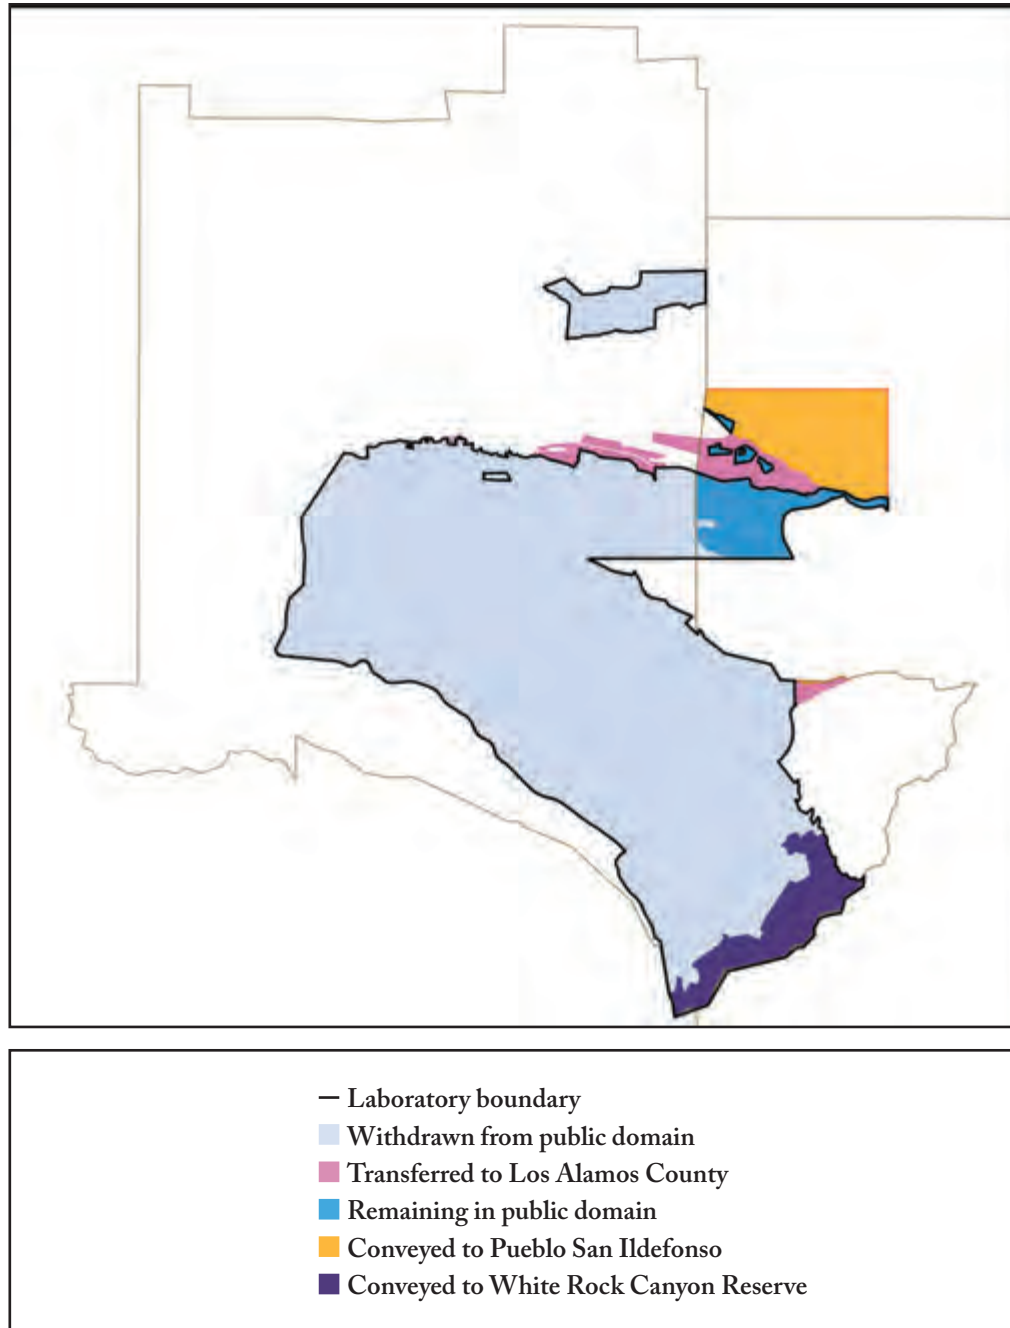 Laboratory boundary
Withdrawn from public domain
Transferred to Los Alamos County
Remaining in public domain
Conveyed to Pueblo San Ildefonso
Conveyed to White Rock Canyon Reserve